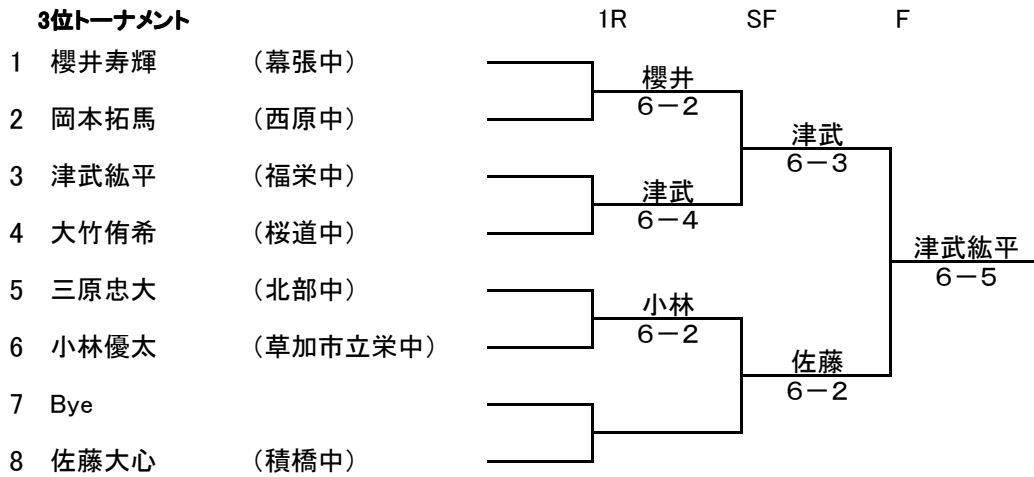 3位トーナメント 1R SF F
1 櫻井寿輝 （幕張中）
櫻井
6－2
2 岡本拓馬 （西原中）
津武
6－3
3 津武紘平 （福栄中）
津武
6－4
4 大竹侑希 （桜道中）
津武紘平
6－5
5 三原忠大 （北部中）
小林
6－2
6 小林優太 （草加市立栄中）
佐藤
6－2
7 Bye
8 佐藤大心 （積橋中）